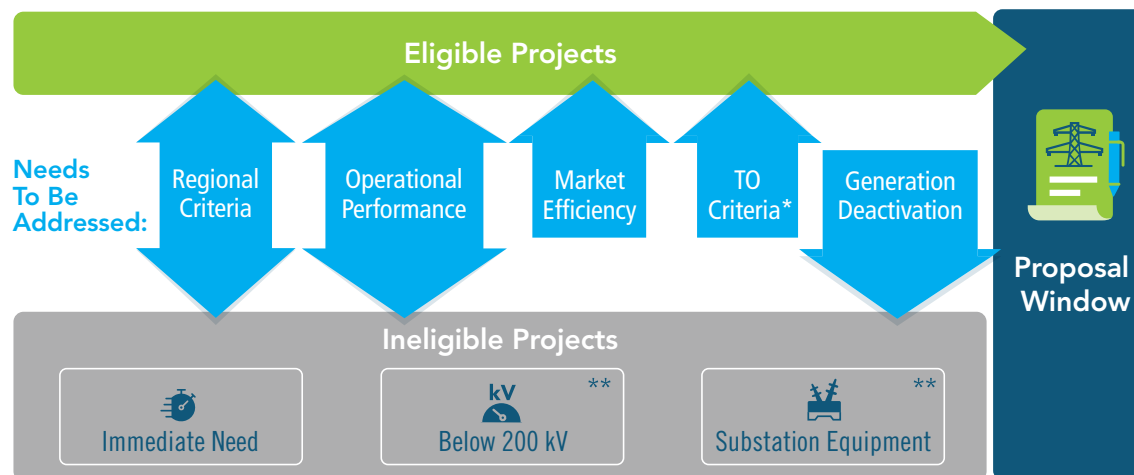 Eligible Projects
Needs
To Be
Addressed:
Regional
Criteria
Operational
Performance
Market
Efficiency
TO
Criteria*
Generation
Deactivation
Proposal
Window
Ineligible Projects
Immediate Need
kV
**
Below 200 kV
**
Substation Equipment